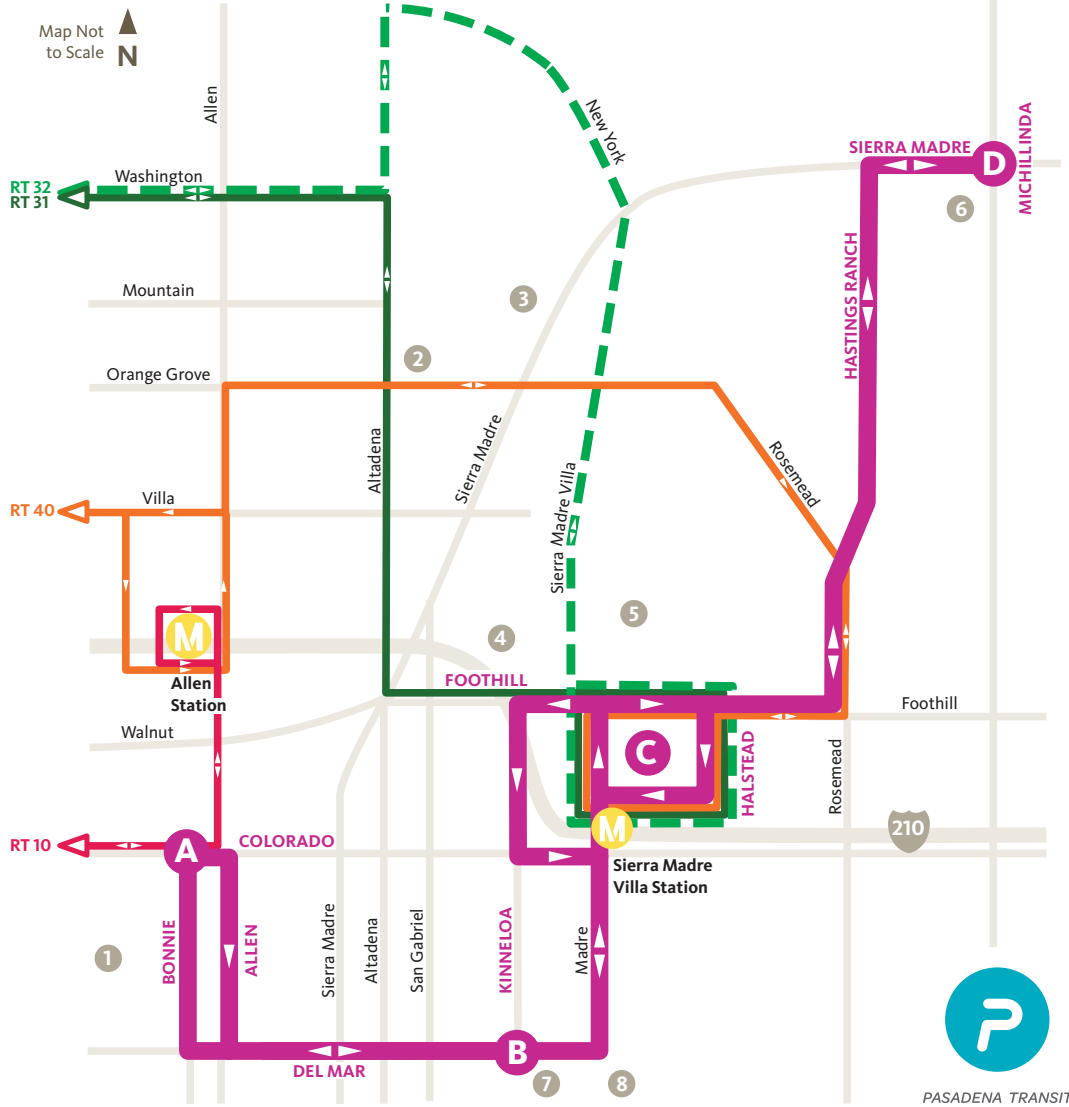 Map Not
to Scale
N
Allen
New York
SIERRA MADRE
D
MICHILLINDA
Washington
RT 32
RT 31
6
HASTINGS RANCH
Mountain
3
2
Orange Grove
Altadena
Sierra Madre
Rosemead
Sierra Madre Villa
RT 40
Villa
5
4
M
Allen
Station
FOOTHILL
Foothill
Walnut
C
HALSTEAD
Rosemead
M
210
RT 10
A
COLORADO
Sierra Madre
Villa Station
1
BONNIE
ALLEN
Sierra Madre
Altadena
San Gabriel
KINNELOA
Madre
B
DEL MAR
7
8
P
PASADENA TRANSIT